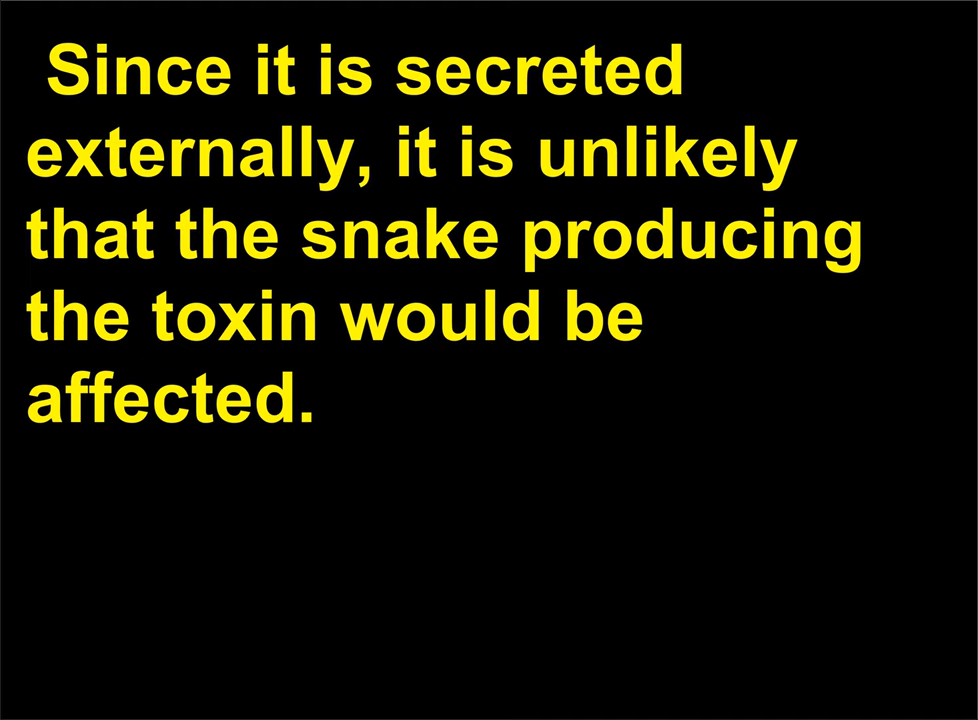 Since it is secreted
externally, it is unlikely
that the snake producing
the toxin would be
affected.